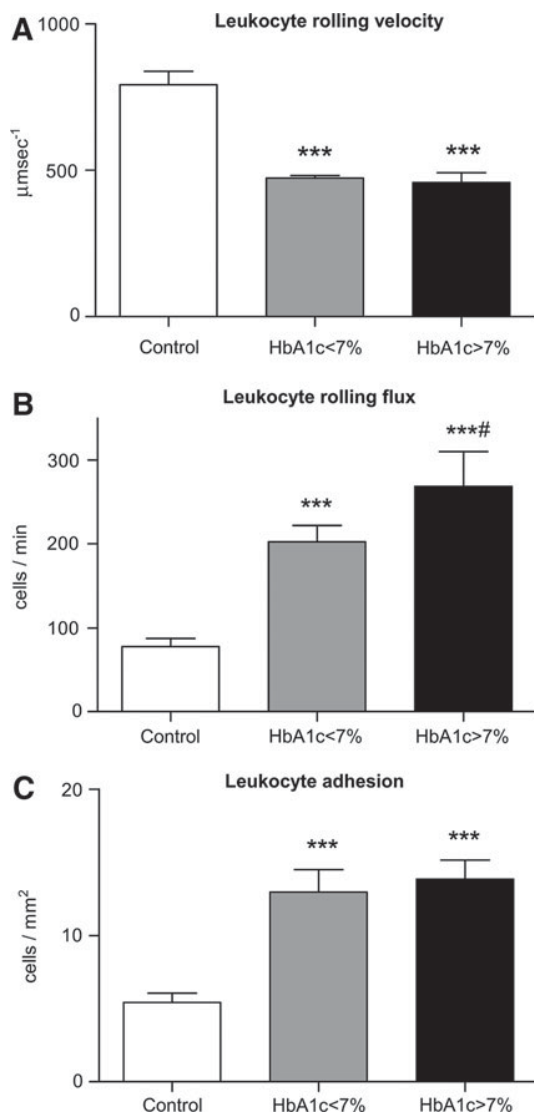 A
Leukocyte rolling velocity
1000
500
0
μmsec⁻¹
***
***
Control
HbA1c<7%
HbA1c>7%
B
Leukocyte rolling flux
300
200
100
0
cells / min
***
***#
Control
HbA1c<7%
HbA1c>7%
C
Leukocyte adhesion
20
10
0
cells / mm²
***
***
Control
HbA1c<7%
HbA1c>7%